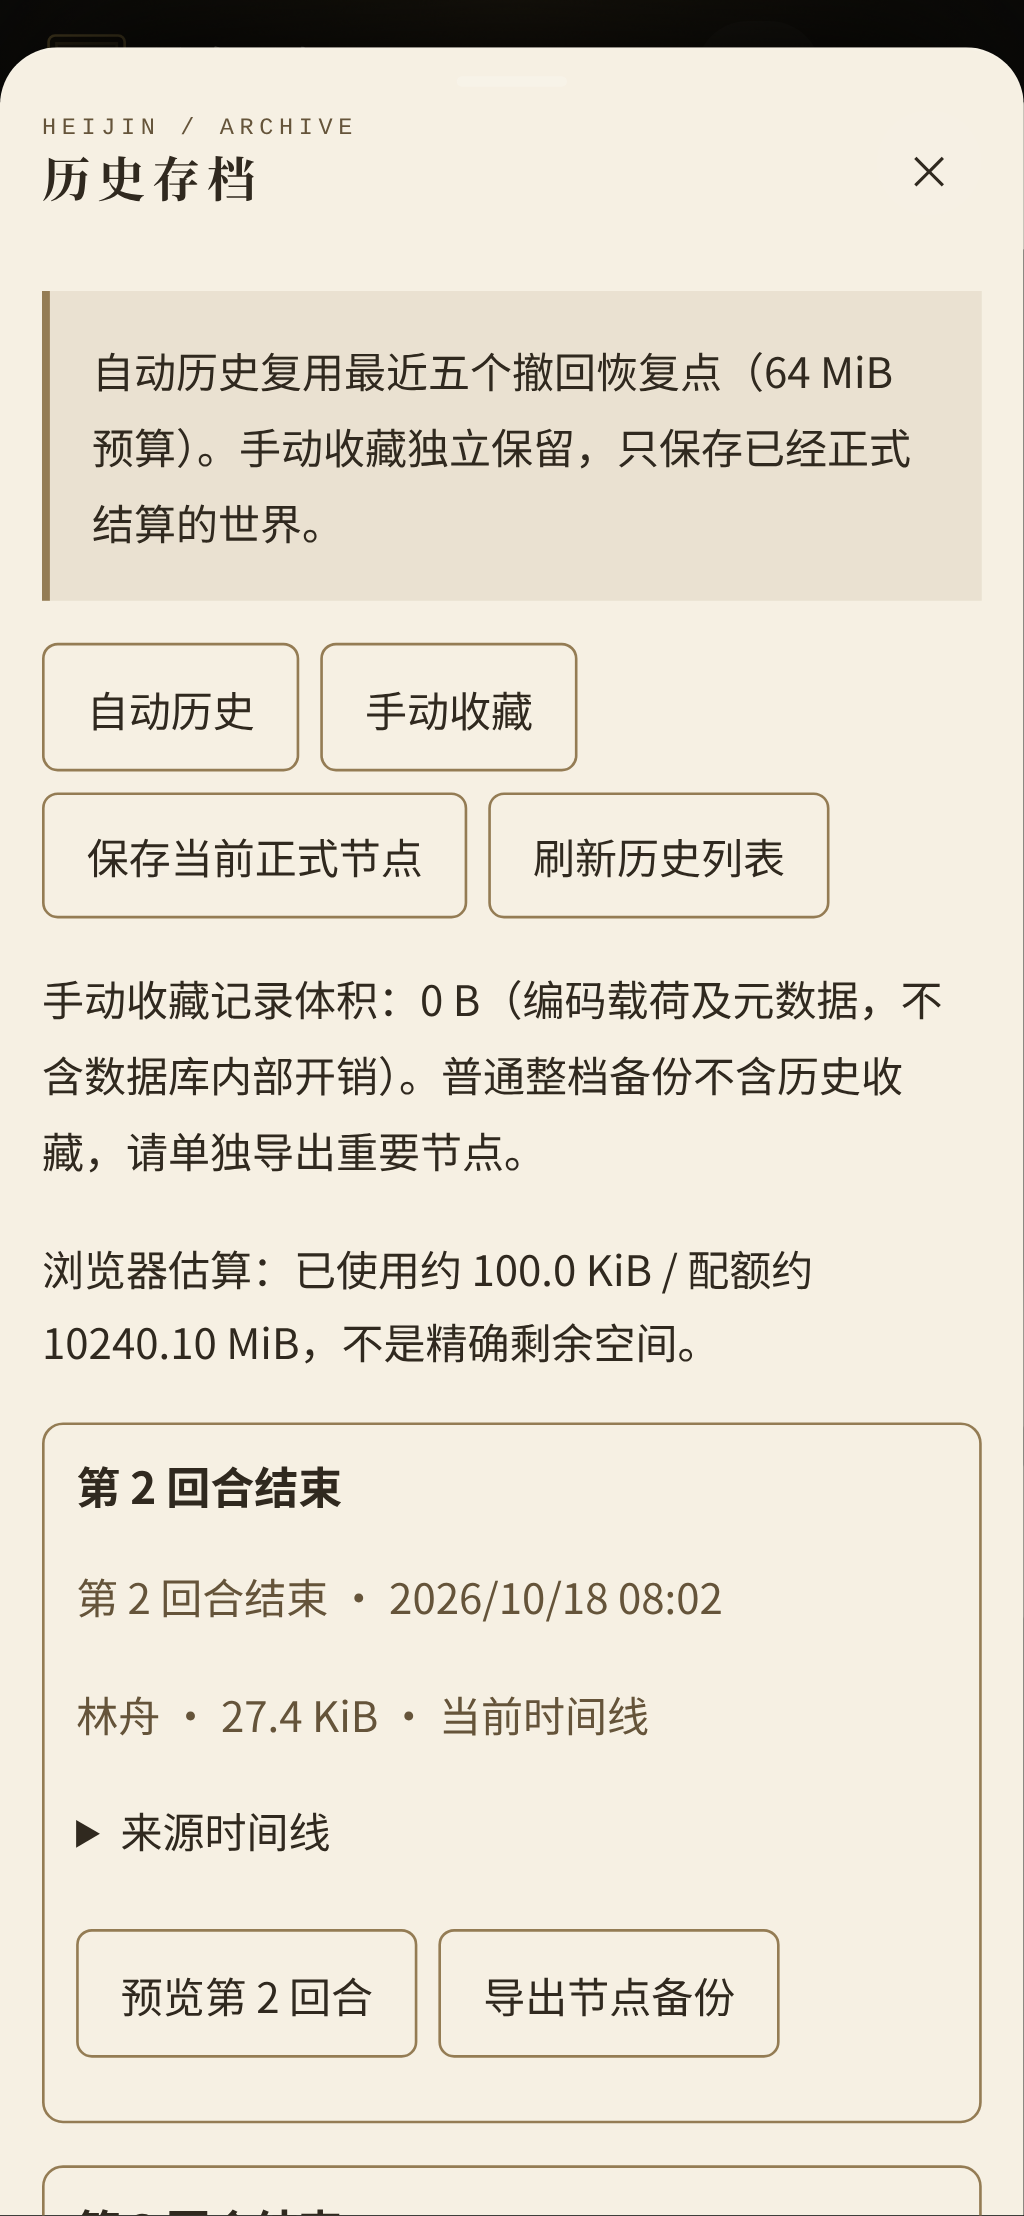 HEIJIN / ARCHIVE
历史存档
自动历史复用最近五个撤回恢复点（64 MiB
预算）。手动收藏独立保留，只保存已经正式
结算的世界。
自动历史 手动收藏
保存当前正式节点 刷新历史列表
手动收藏记录体积：0 B（编码载荷及元数据，不
含数据库内部开销）。普通整档备份不含历史收
藏，请单独导出重要节点。
浏览器估算：已使用约 100.0 KiB / 配额约
10240.10 MiB，不是精确剩余空间。
第 2 回合结束
第 2 回合结束 · 2026/10/18 08:02
林舟 · 27.4 KiB · 当前时间线
▶ 来源时间线
预览第 2 回合 导出节点备份